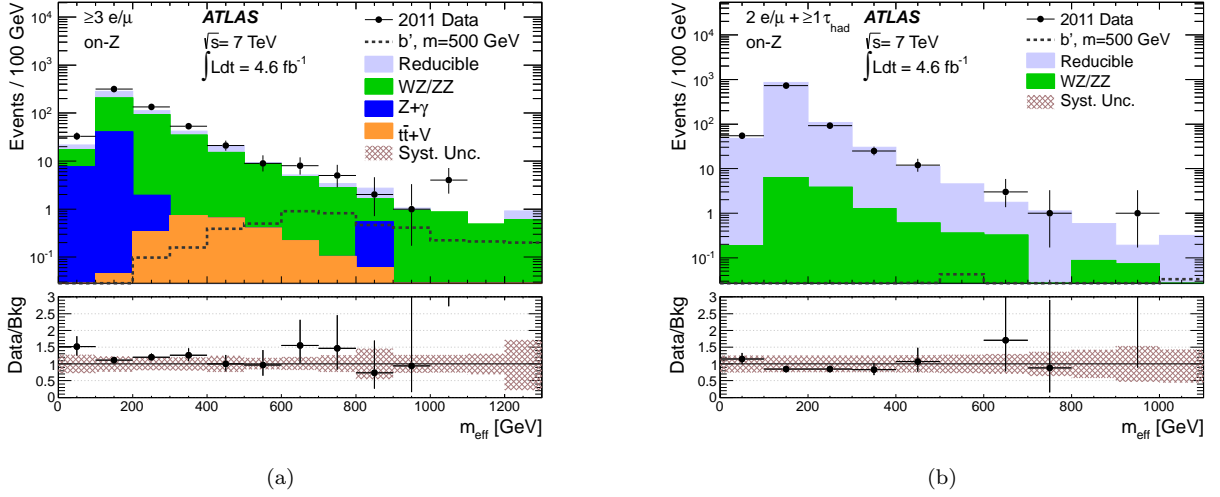 ≥3 e/μ
on-Z
ATLAS
√s= 7 TeV
∫Ldt = 4.6 fb⁻¹
2011 Data
b', m=500 GeV
Reducible
WZ/ZZ
Z+γ
tt̄+V
Syst. Unc.
Events / 100 GeV
10⁴
10³
10²
10
1
10⁻¹
Data/Bkg
3
2.5
2
1.5
1
0.5
0
0 200 400 600 800 1000 1200
m_eff [GeV]
(a)
2 e/μ + ≥1 τ_had
on-Z
ATLAS
√s= 7 TeV
∫Ldt = 4.6 fb⁻¹
2011 Data
b', m=500 GeV
Reducible
WZ/ZZ
Syst. Unc.
Events / 100 GeV
10⁴
10³
10²
10
1
10⁻¹
Data/Bkg
3
2.5
2
1.5
1
0.5
0
0 200 400 600 800 1000
m_eff [GeV]
(b)